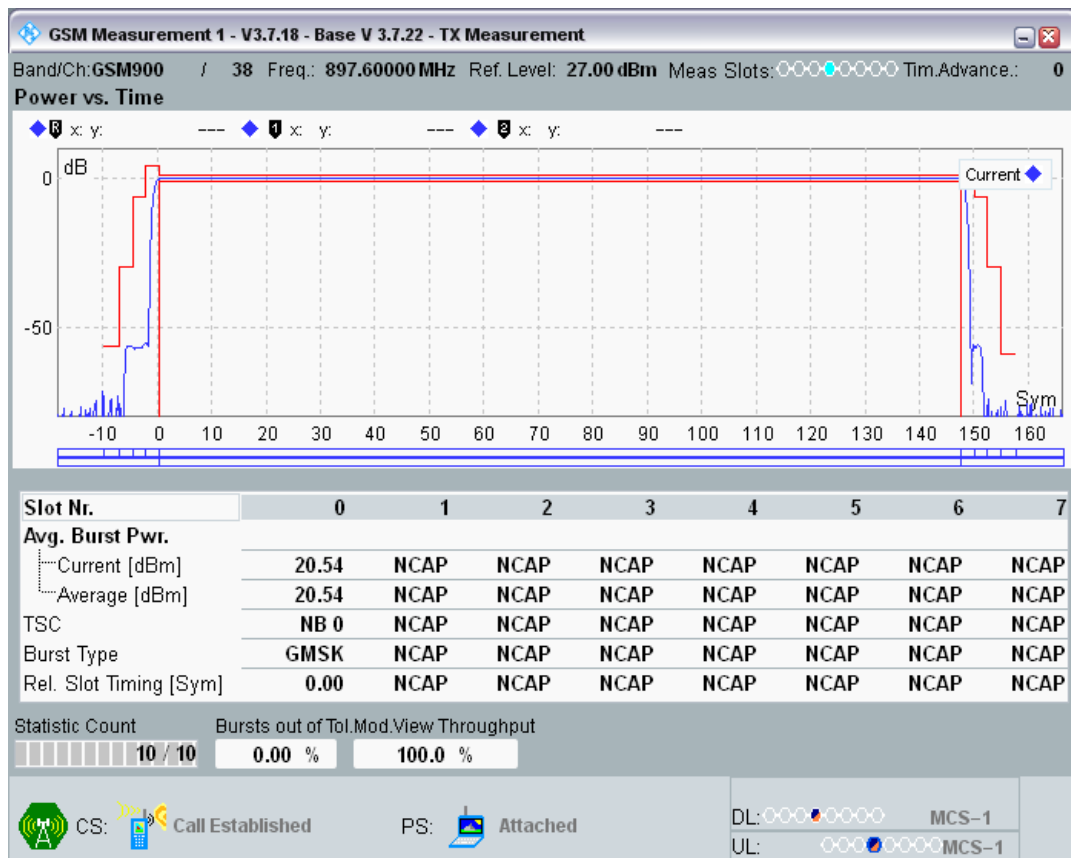 GSM Measurement 1 - V3.7.18 - Base V 3.7.22 - TX Measurement
Band/Ch:GSM900 / 38 Freq.: 897.60000 MHz Ref. Level: 27.00 dBm Meas Slots: Tim.Advance.: 0
Power vs. Time
R x: y: --- 1 x: y: --- 2 x: y: ---
dB
Current
0
-50
Sym
-10 0 10 20 30 40 50 60 70 80 90 100 110 120 130 140 150 160
Slot Nr. 0 1 2 3 4 5 6 7
Avg. Burst Pwr.
Current [dBm] 20.54 NCAP NCAP NCAP NCAP NCAP NCAP NCAP
Average [dBm] 20.54 NCAP NCAP NCAP NCAP NCAP NCAP NCAP
TSC NB 0 NCAP NCAP NCAP NCAP NCAP NCAP NCAP
Burst Type GMSK NCAP NCAP NCAP NCAP NCAP NCAP NCAP
Rel. Slot Timing [Sym] 0.00 NCAP NCAP NCAP NCAP NCAP NCAP NCAP
Statistic Count Bursts out of Tol. Mod.View Throughput
10 / 10 0.00 % 100.0 %
CS: Call Established PS: Attached DL: MCS-1
UL: MCS-1